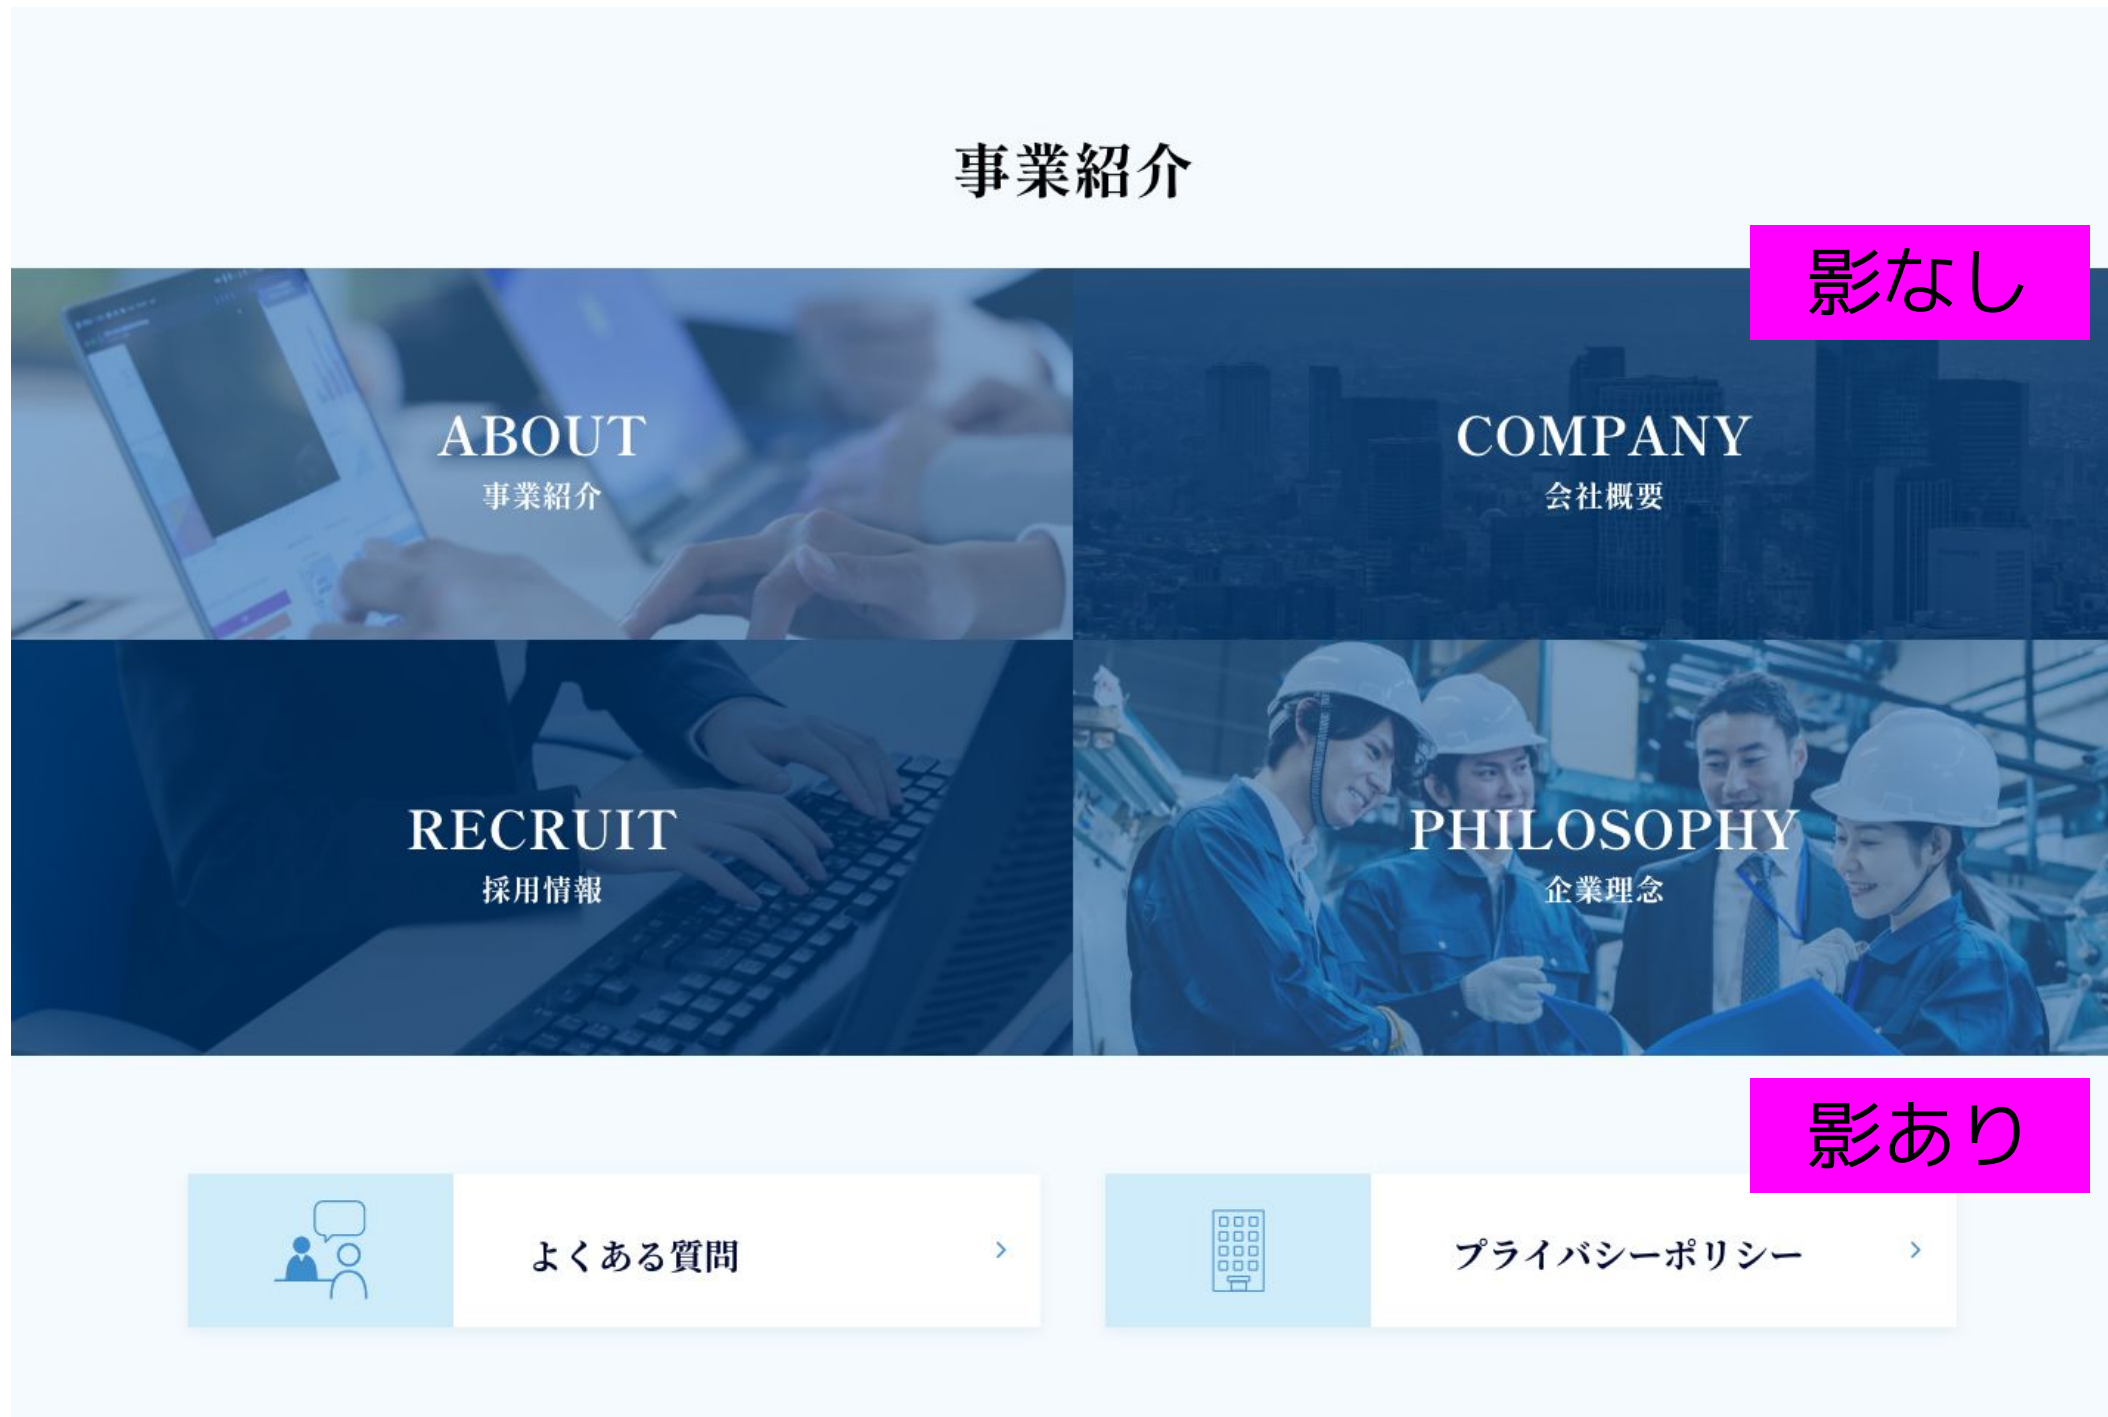 事業紹介
影なし
ABOUT
事業紹介
COMPANY
会社概要
RECRUIT
採用情報
PHILOSOPHY
企業理念
影あり
よくある質問
プライバシーポリシー